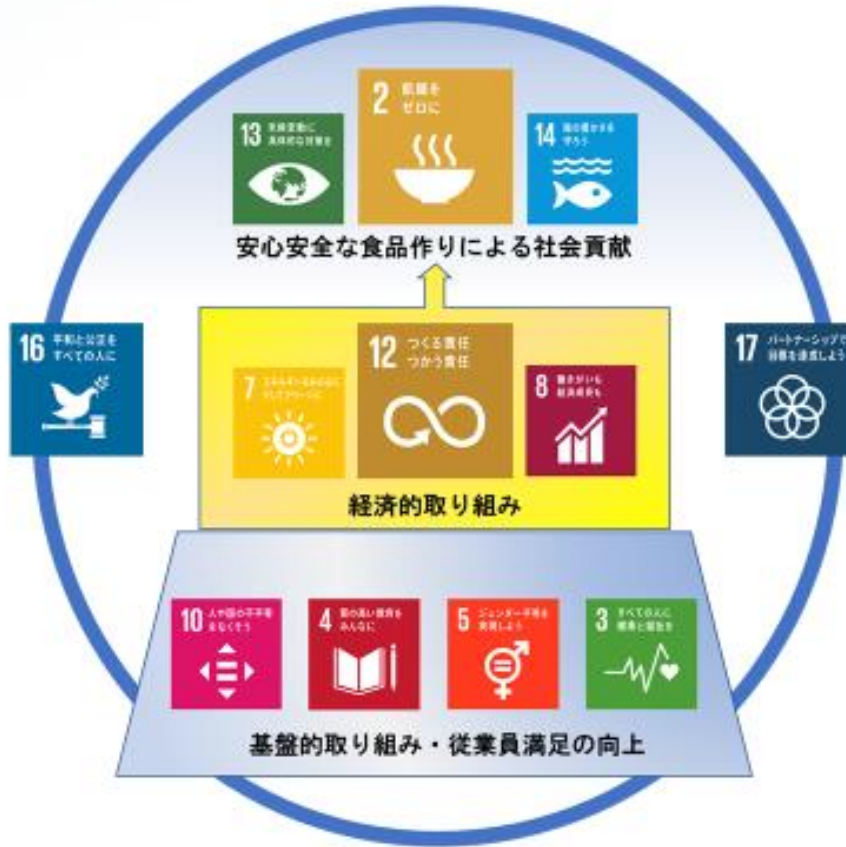 13 気候変動に
具体的な対策を
2 飢餓を
ゼロに
14 海の豊かさを
守ろう
安心安全な食品作りによる社会貢献
16 平和と公正を
すべての人に
7 エネルギーをみんなに
そしてクリーンに
12 つくる責任
つかう責任
8 働きがいも
経済成長も
17 パートナーシップで
目標を達成しよう
経済的取り組み
10 人や国の不平等
をなくそう
4 質の高い教育を
みんなに
5 ジェンダー平等を
実現しよう
3 すべての人に
健康と福祉を
基盤的取り組み・従業員満足の向上